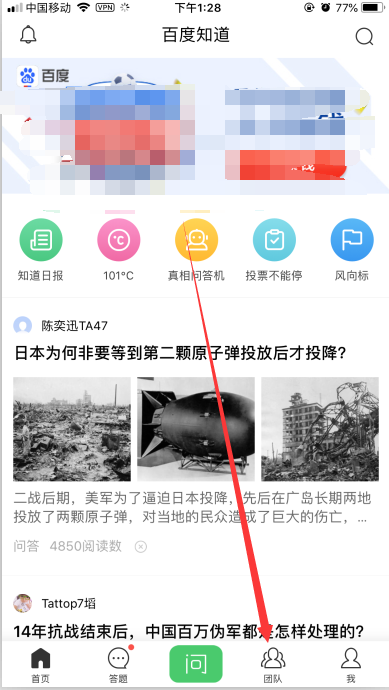 中国移动 VPN 下午1:28 77%
百度知道
百度
知道日报 101°C 真相问答机 投票不能停 风向标
陈奕迅TA47
日本为何非要等到第二颗原子弹投放后才投降?
二战后期，美军为了逼迫日本投降，先后在广岛长期两地
投放了两颗原子弹，对当地的民众造成了巨大的伤亡，...
问答 4850阅读数
Tattop7塪
14年抗战结束后，中国百万伪军都是怎样处理的?
首页 答题 问 团队 我